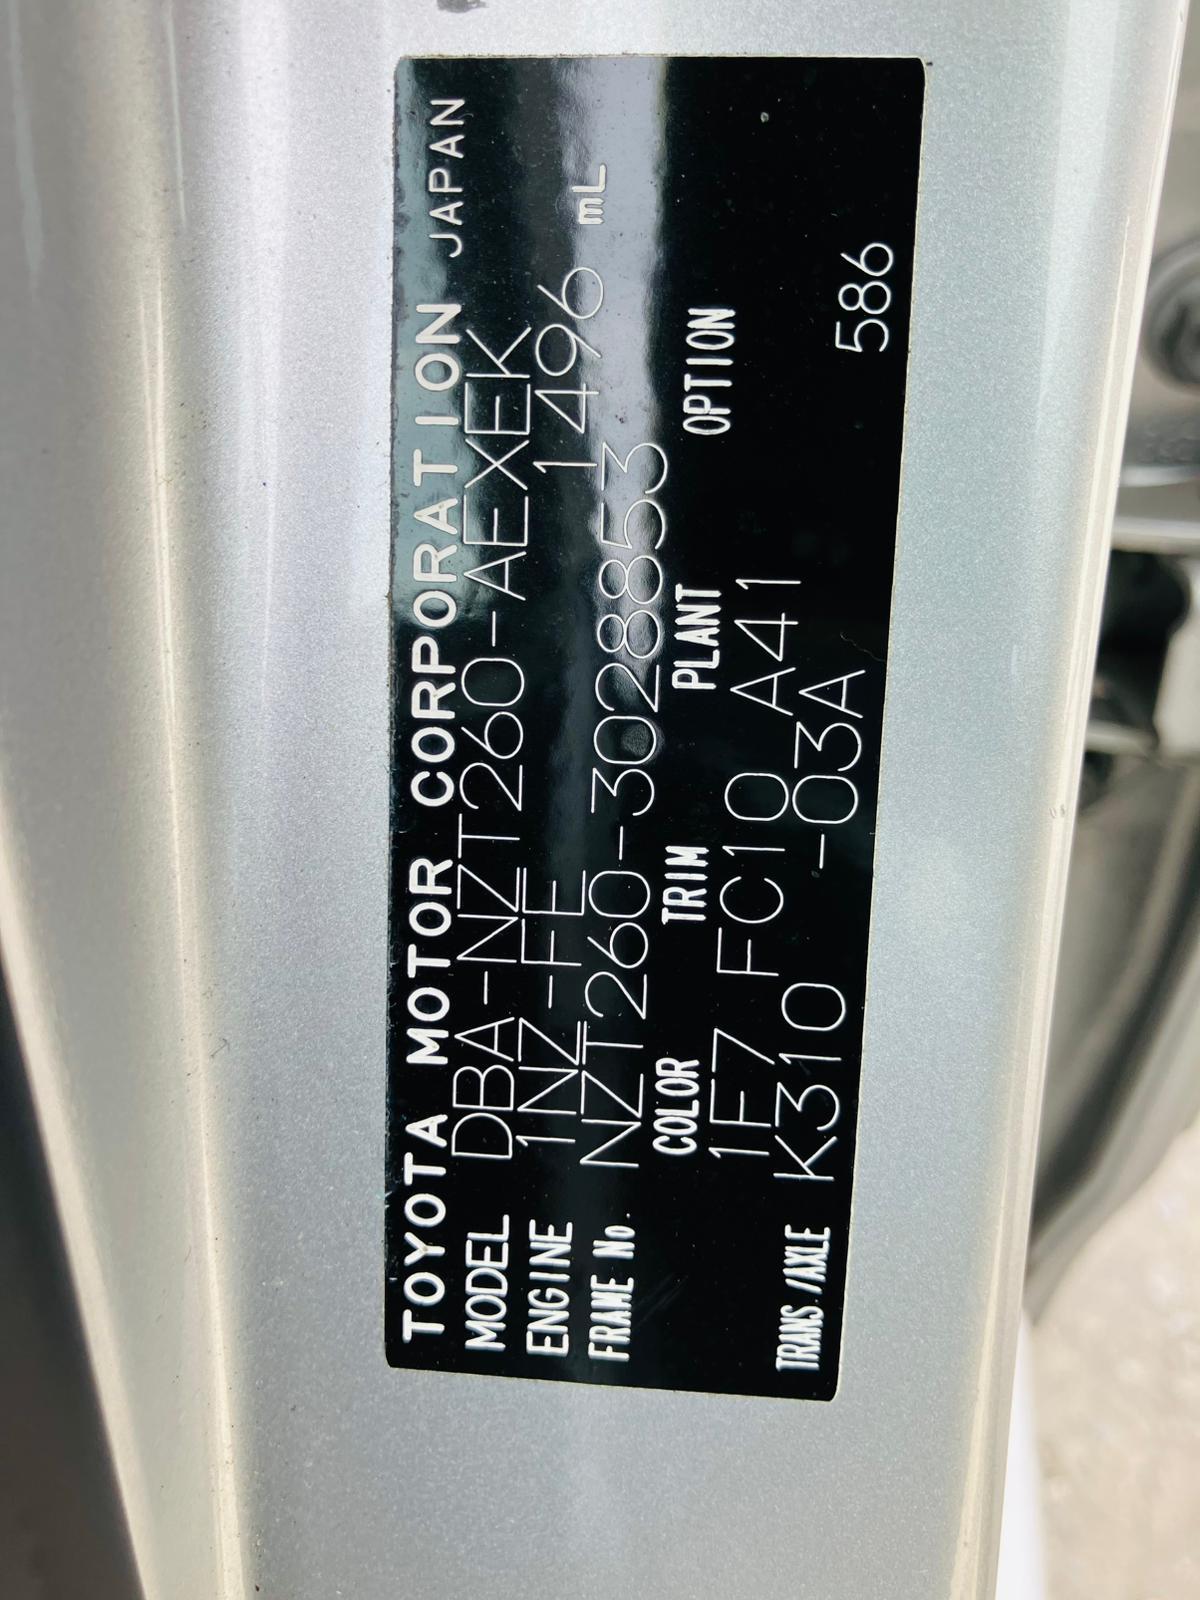 TOYOTA MOTOR CORPORATION JAPAN
MODEL DBA-NZT260-AEXEK
ENGINE 1NZ-FE 1496 mL
FRAME No. NZT260-3028853
COLOR TRIM PLANT OPTION
1F7 FC10 A41
TRANS./AXLE K310 -03A 586